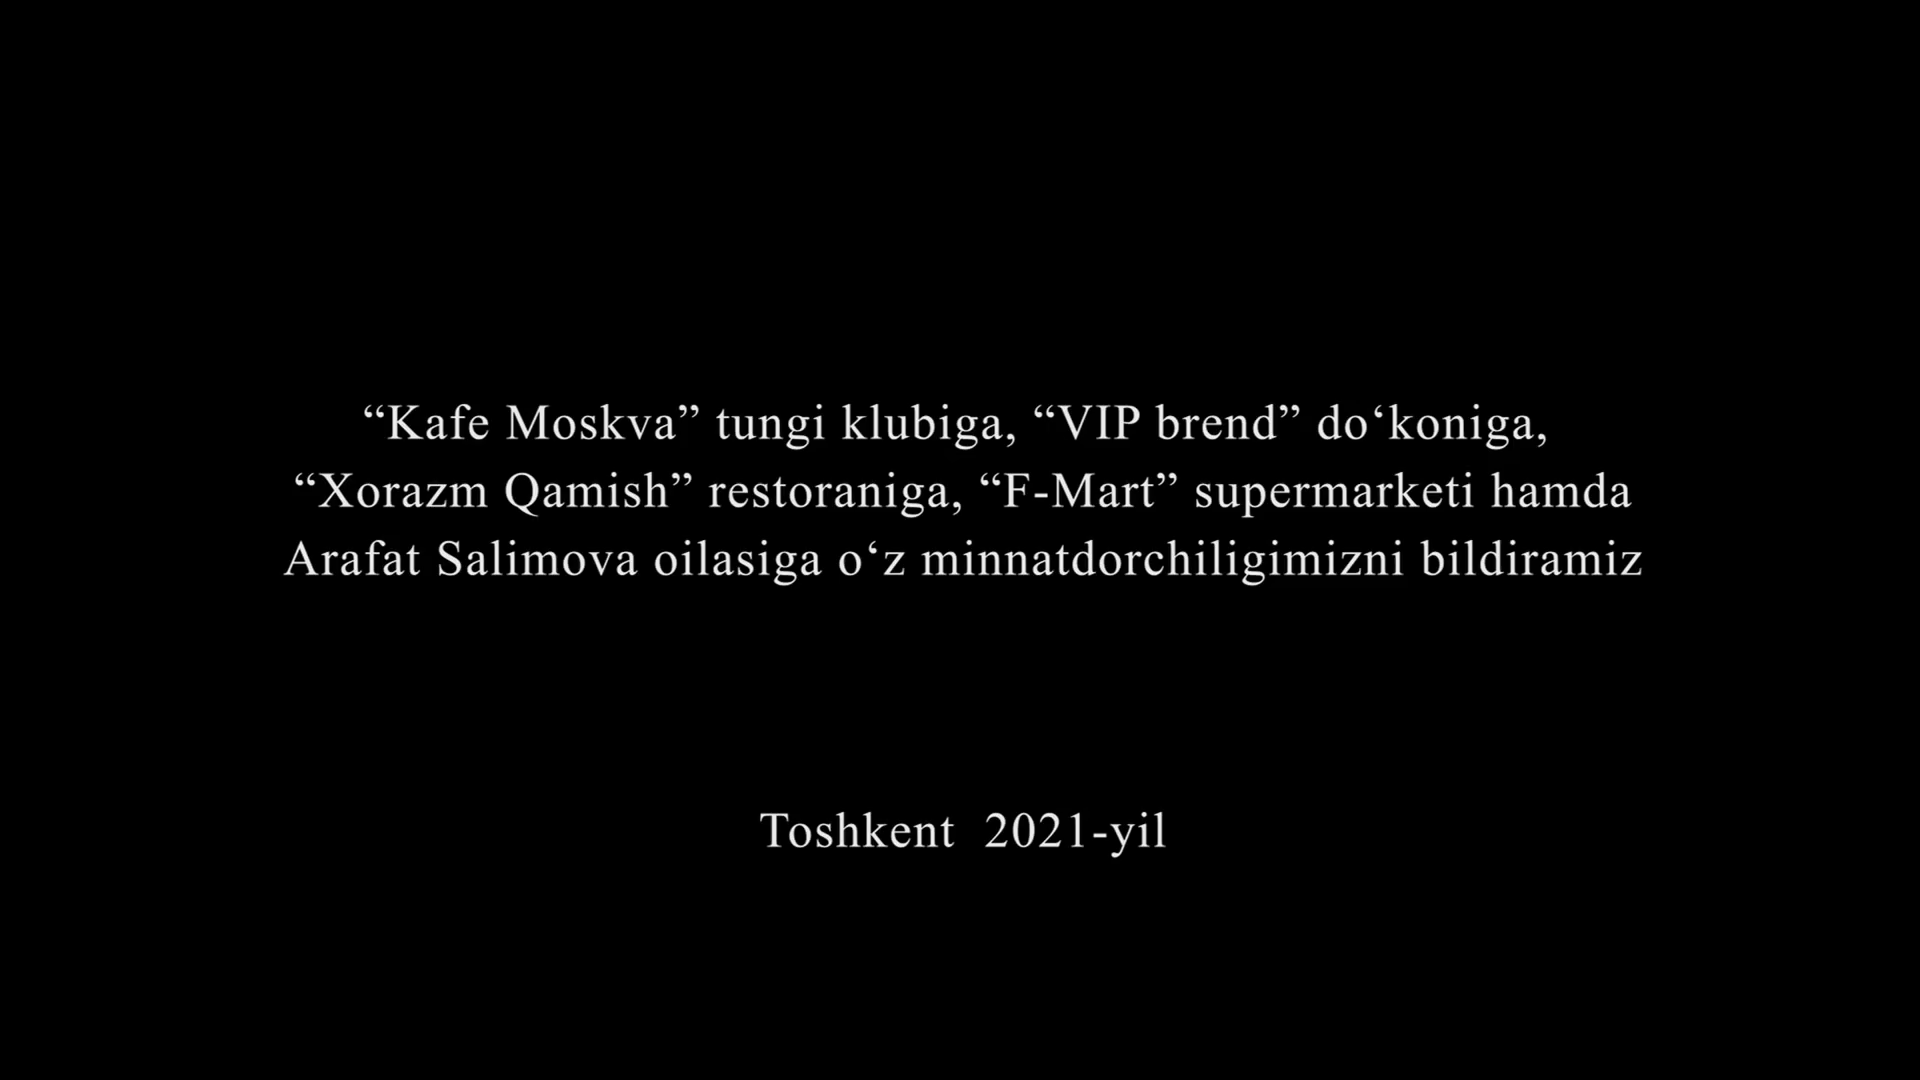 “Kafe Moskva” tungi klubiga, “VIP brend” do‘koniga,
“Xorazm Qamish” restoraniga, “F-Mart” supermarketi hamda
Arafat Salimova oilasiga o‘z minnatdorchiligimizni bildiramiz
Toshkent 2021-yil